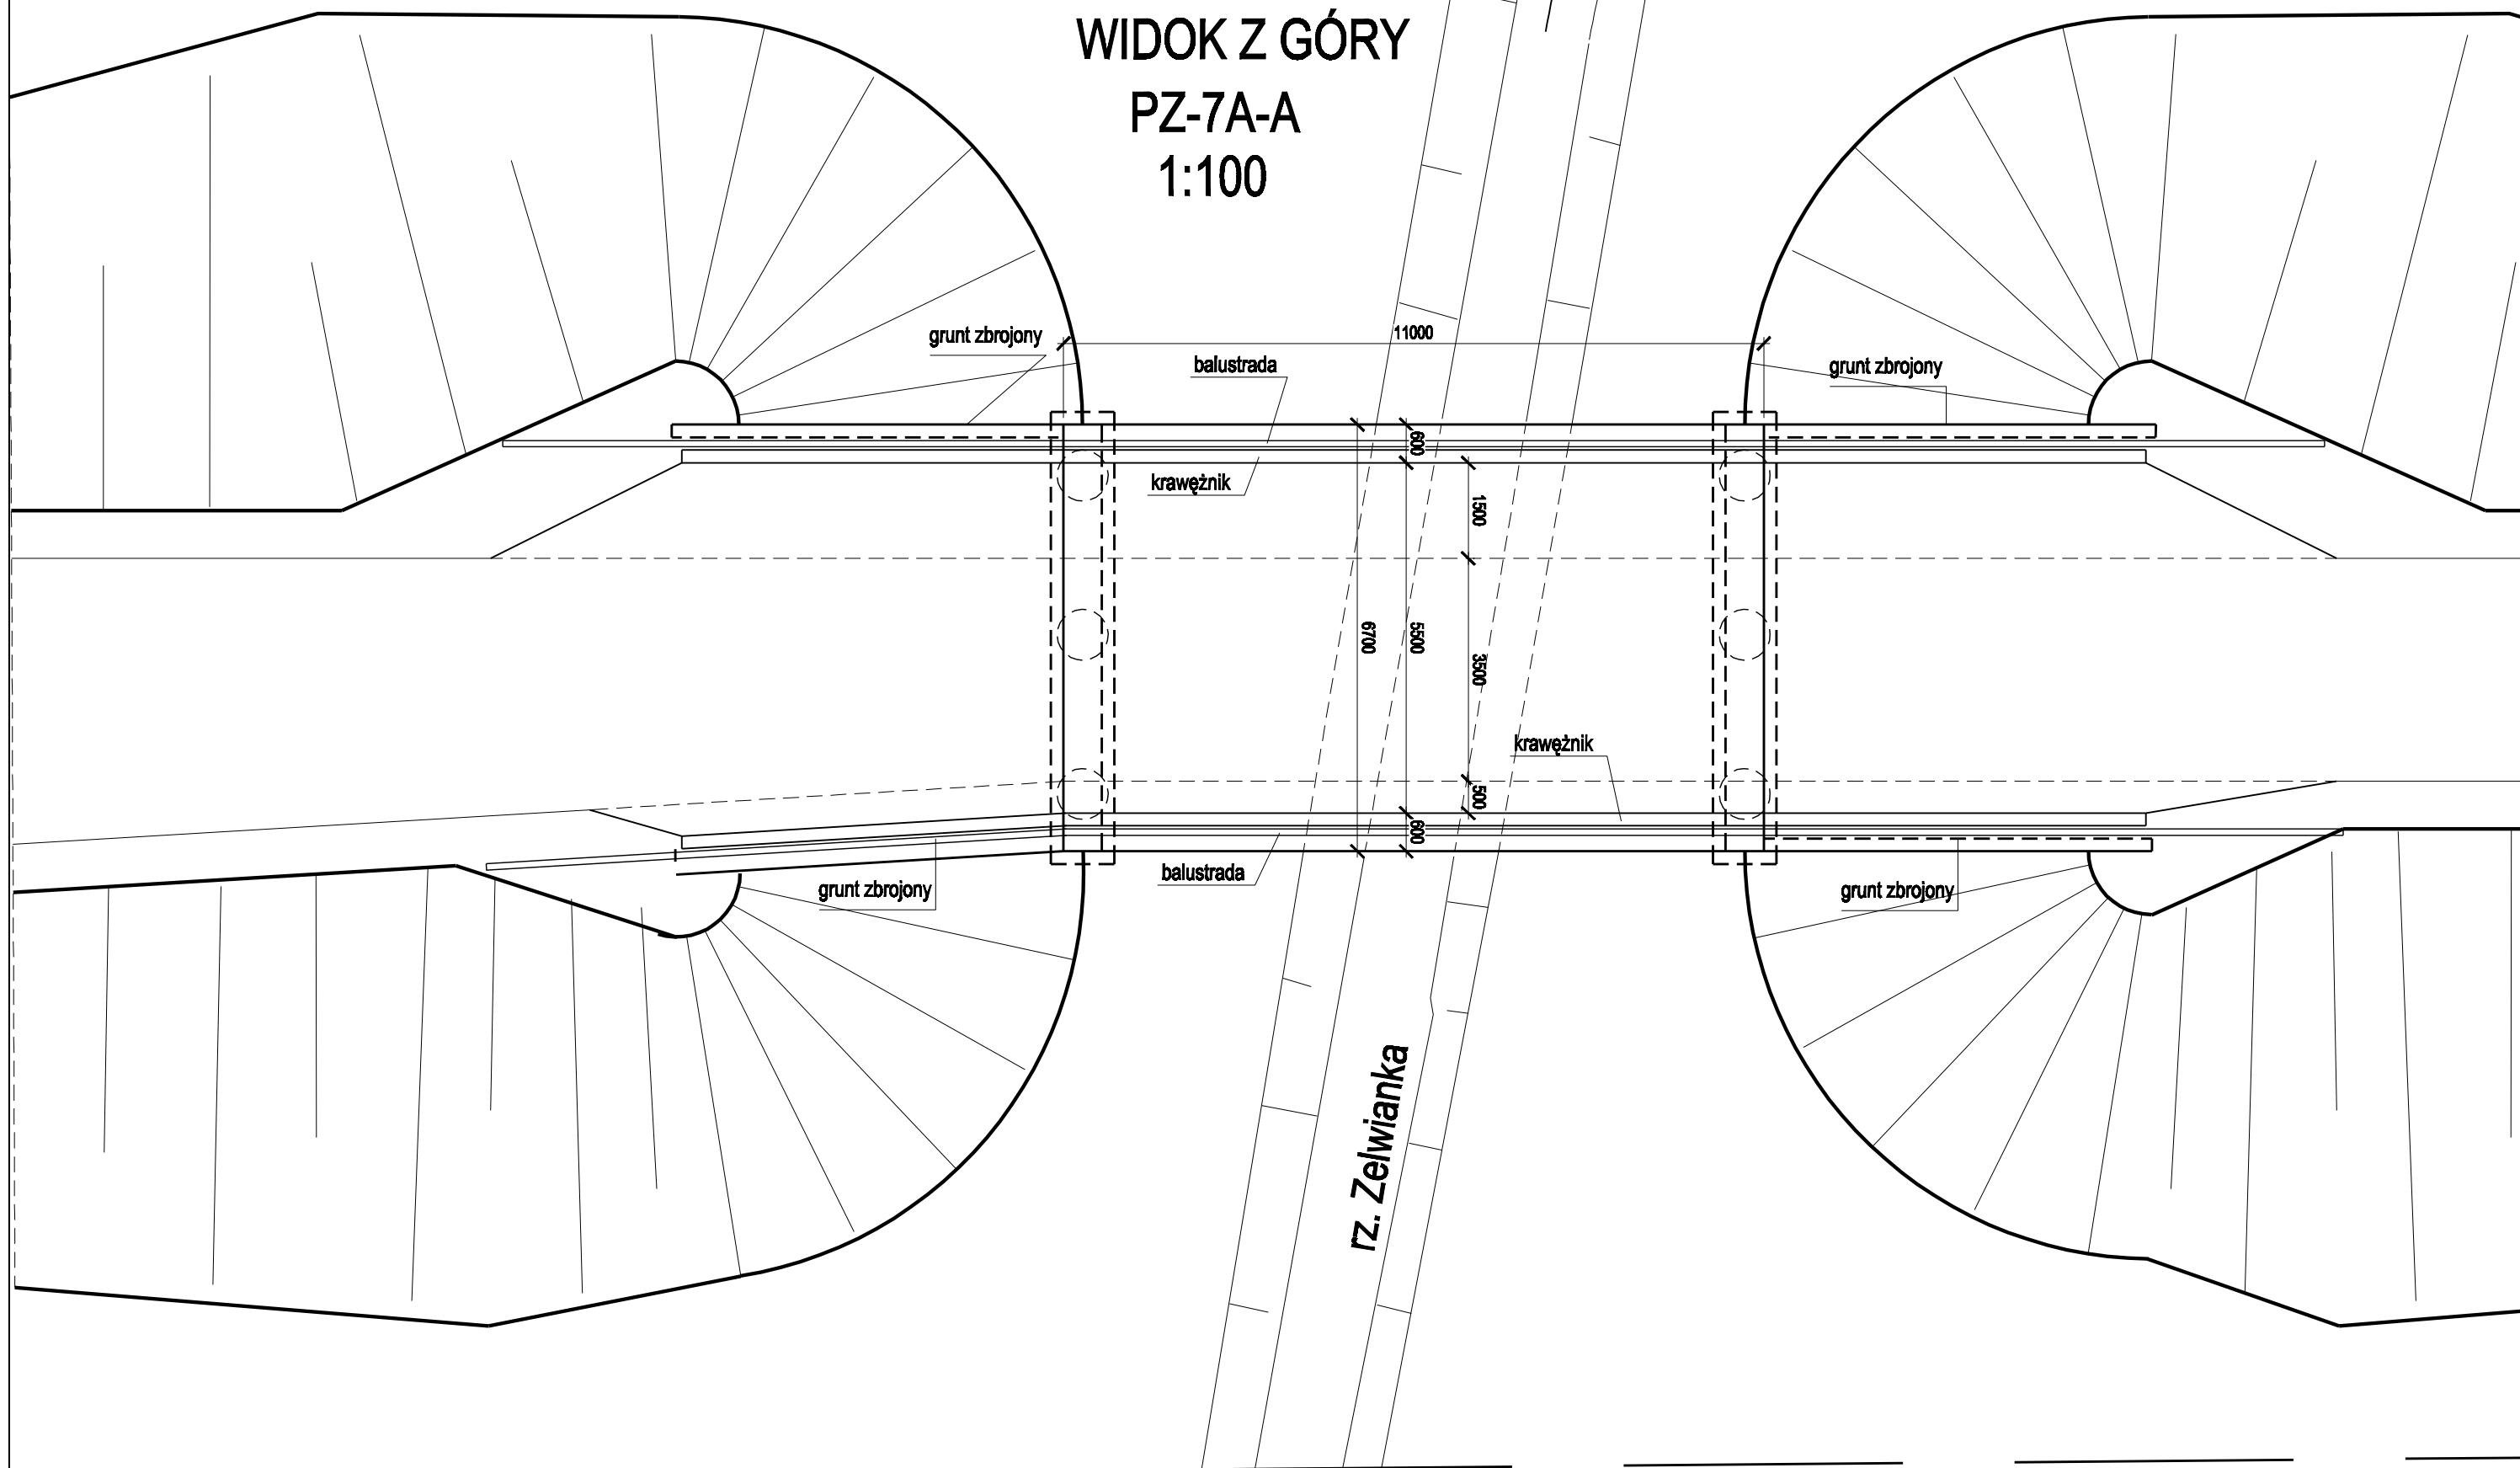 WIDOK Z GÓRY
PZ-7A-A
1:100
11000
grunt zbrojony
balustrada
grunt zbrojony
600
krawężnik
1500
6700
5500
3500
krawężnik
500
600
balustrada
grunt zbrojony
grunt zbrojony
rz. Zelwianka